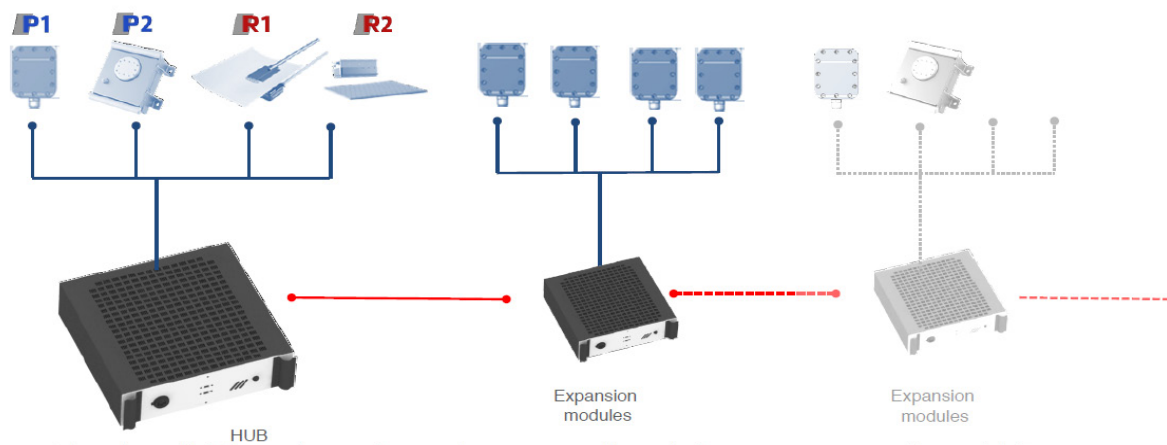 P1
P2
R1
R2
HUB
Expansion
modules
Expansion
modules